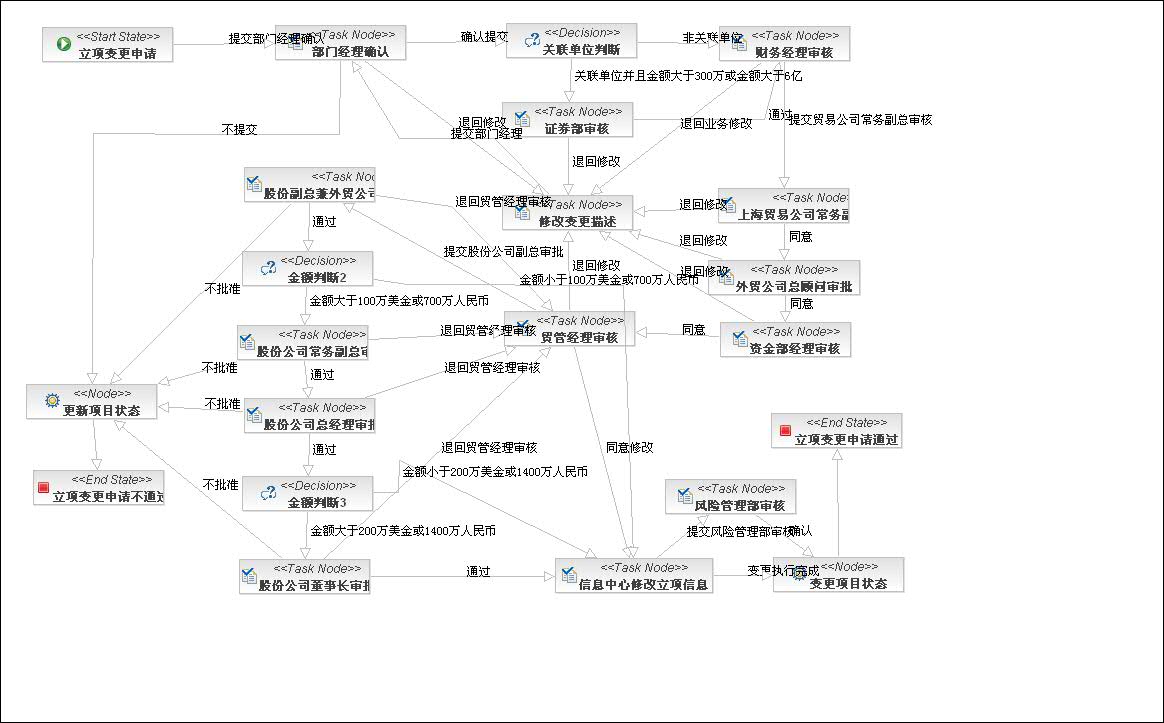 <<Start State>>
立项变更申请
提交部门经理确认
<<Task Node>>
部门经理确认
确认提交
<<Decision>>
关联单位判断
非关联单位
<<Task Node>>
财务经理审核
关联单位并且金额大于300万或金额大于6亿
不提交
退回修改
提交部门经理
<<Task Node>>
证券部审核
退回业务修改
通过
提交贸易公司常务副总审核
退回修改
<<Task Nod
股份副总兼外贸公司
退回贸管经理审核
<<Task Node>>
修改变更描述
退回修改
<<Task Node>
上海贸易公司常务副
通过
提交股份公司副总审批
退回修改
同意
<<Decision>>
金额判断2
退回修改
金额小于100万美金或700万人民币
退回修改
<<Task Node>>
外贸公司总顾问审批
不批准
金额大于100万美金或700万人民币
同意
<<Task Node>>
股份公司常务副总审
退回贸管经理审核
<<Task Node>>
贸管经理审核
同意
<<Task Node>>
资金部经理审核
不批准
通过
退回贸管经理审核
<<Node>>
更新项目状态
不批准
<<Task Node>>
股份公司总经理审批
<<End State>>
立项变更申请通过
通过
退回贸管经理审核
同意修改
金额小于200万美金或1400万人民币
<<End State>>
立项变更申请不通过
不批准
<<Decision>>
金额判断3
<<Task Node>>
风险管理部审核
金额大于200万美金或1400万人民币
提交风险管理部审核
确认
<<Task Node>>
股份公司董事长审批
通过
<<Task Node>>
信息中心修改立项信息
变更执行完成
<<Node>>
变更项目状态